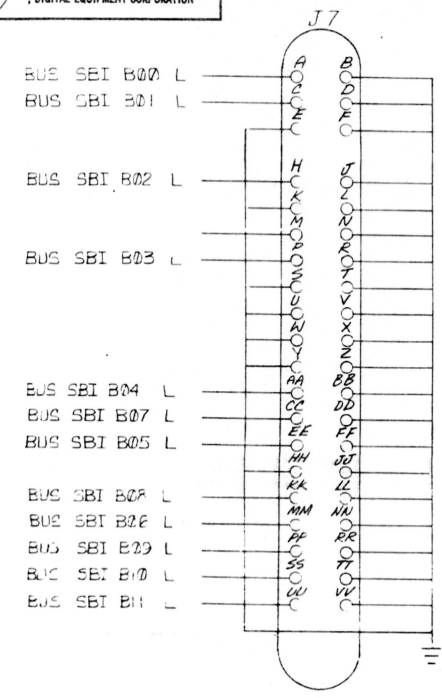 ; DIGITAL EQUIPMENT CORPORATION
J7
A B
BUS SBI B00 L
C D
BUS SBI B01 L
E F
H J
BUS SBI B02 L
K L
M N
P R
BUS SBI B03 L
S T
U V
W X
Y Z
AA BB
BUS SBI B04 L
CC DD
BUS SBI B07 L
EE FF
BUS SBI B05 L
HH JJ
KK LL
BUS SBI B08 L
MM NN
BUS SBI L
PP RR
BUS SBI L
SS TT
BUS SBI B10 L
UU VV
BUS SBI B11 L